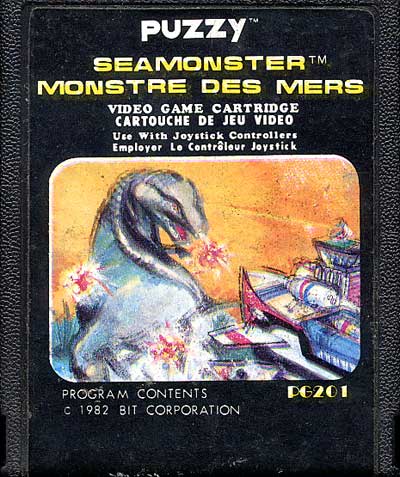 PUZZY™
SEAMONSTER™
MONSTRE DES MERS
VIDEO GAME CARTRIDGE
CARTOUCHE DE JEU VIDEO
Use With Joystick Controllers
Employer Le Contrôleur Joystick
PROGRAM CONTENTS PG201
C 1982 BIT CORPORATION